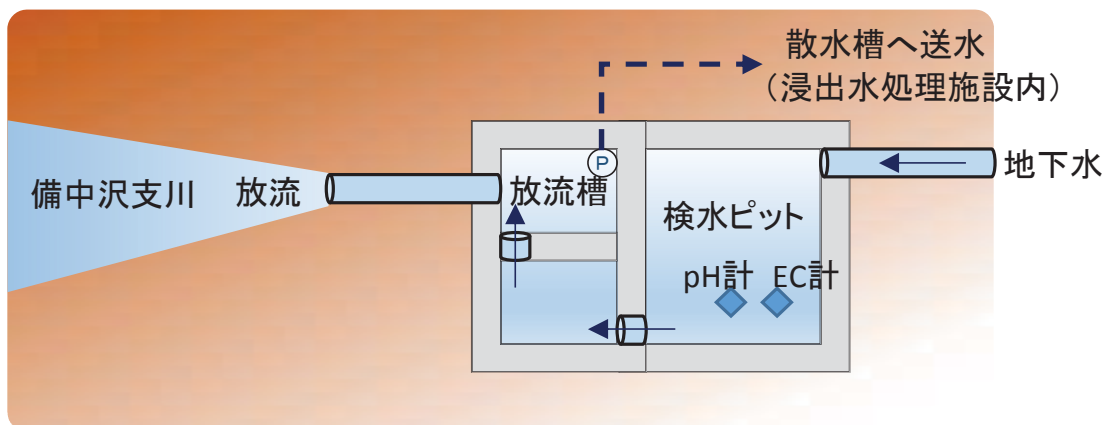 散水槽へ送水
（浸出水処理施設内）
P
地下水
備中沢支川 放流
放流槽
検水ピット
pH計 EC計